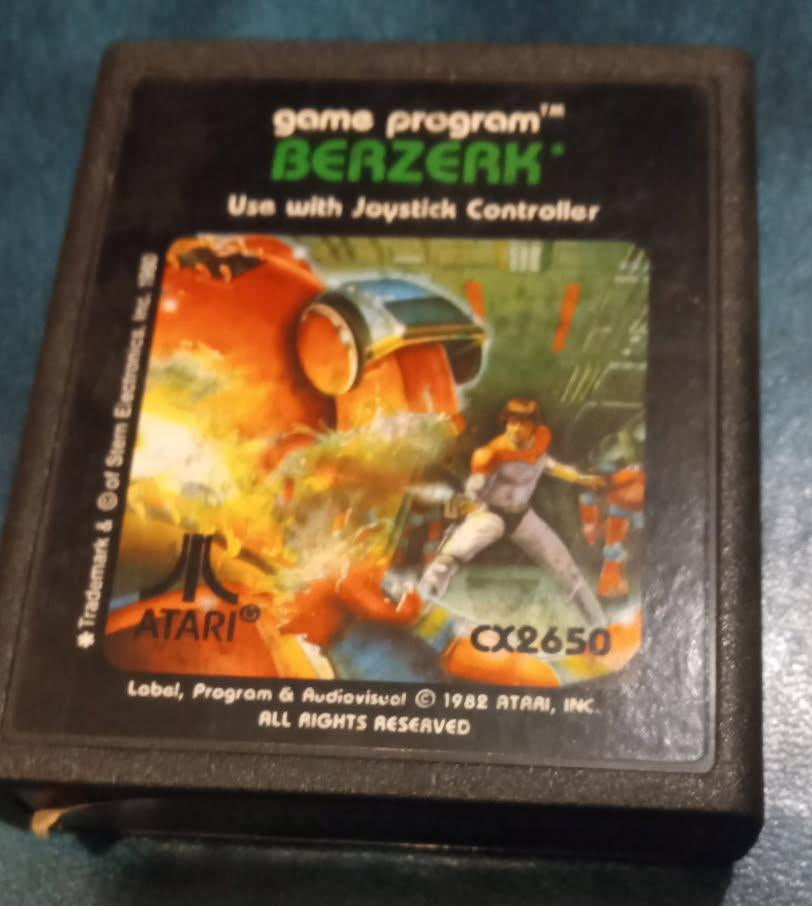 game program™
BERZERK*
Use with Joystick Controller
* Trademark & © of Stern Electronics, Inc. 1980
ATARI®
CX2650
Label, Program & Audiovisual © 1982 ATARI, INC.
ALL RIGHTS RESERVED